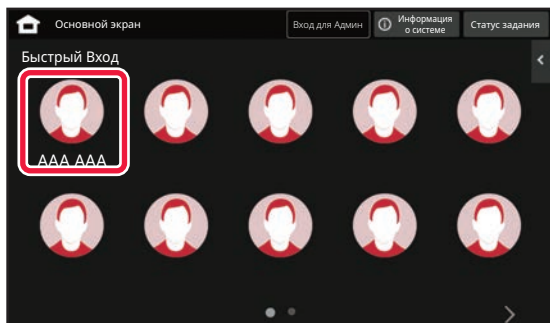 Основной экран
Вход для Админ
Информация
о системе
Статус задания
Быстрый Вход
AAA AAA